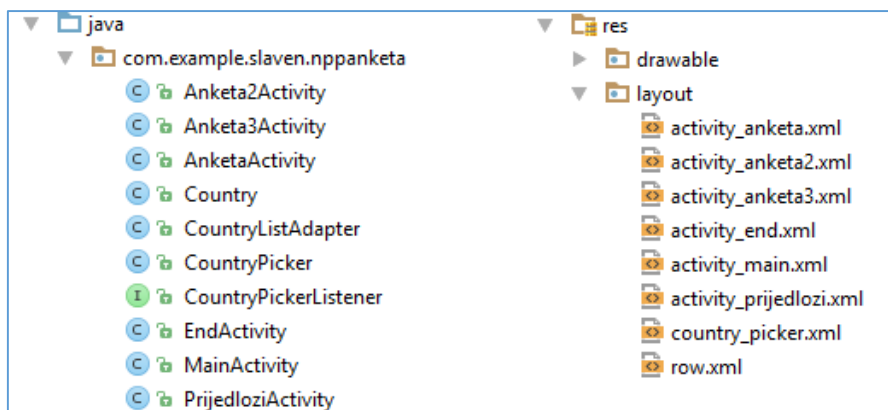 java
com.example.slaven.nppanketa
Anketa2Activity
Anketa3Activity
AnketaActivity
Country
CountryListAdapter
CountryPicker
CountryPickerListener
EndActivity
MainActivity
PrijedloziActivity
res
drawable
layout
activity_anketa.xml
activity_anketa2.xml
activity_anketa3.xml
activity_end.xml
activity_main.xml
activity_prijedlozi.xml
country_picker.xml
row.xml